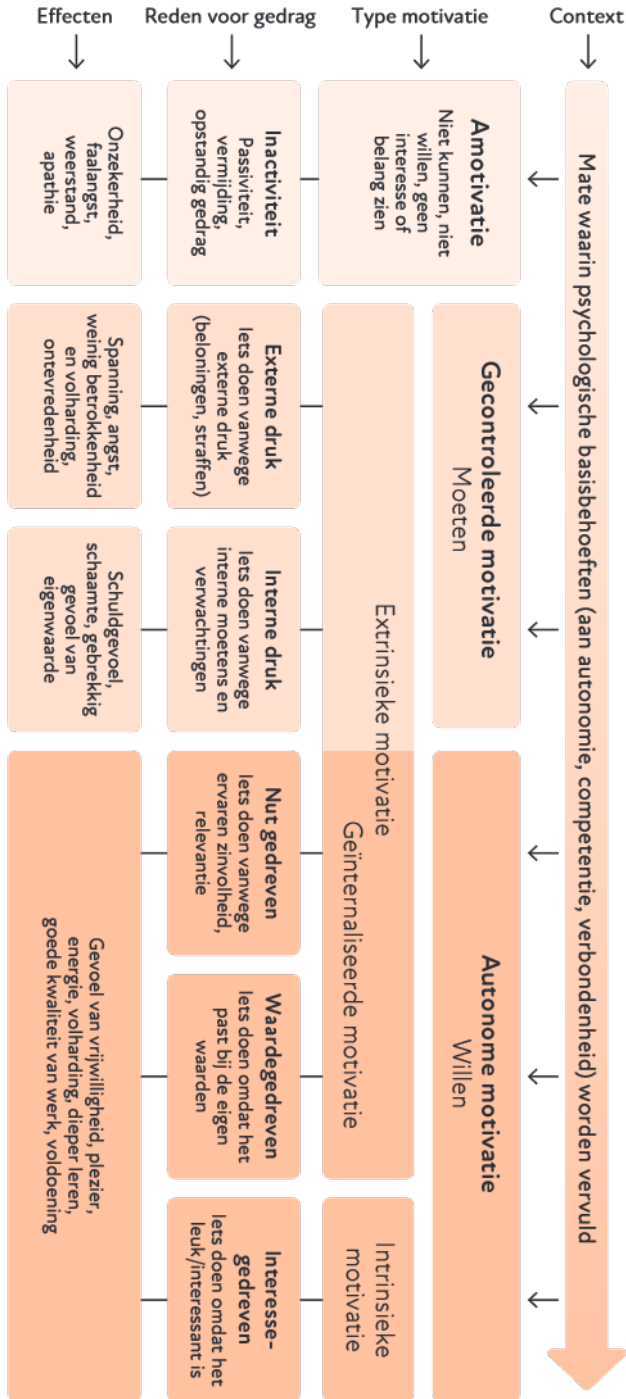 Context
Mate waarin psychologische basisbehoeften (aan autonomie, competentie, verbondenheid) worden vervuld
Type motivatie
Amotivatie
Niet kunnen, niet
willen, geen
interesse of
belang zien
Gecontroleerde motivatie
Moeten
Autonome motivatie
Willen
Extrinsieke motivatie
Geïnternaliseerde motivatie
Intrinsieke
motivatie
Reden voor gedrag
Inactiviteit
Passiviteit,
vermijding,
opstandig gedrag
Externe druk
Iets doen vanwege
externe druk
(beloningen, straffen)
Interne druk
Iets doen vanwege
interne moetens en
verwachtingen
Nut gedreven
Iets doen vanwege
ervaren zinvolheid,
relevantie
Waardegedreven
Iets doen omdat het
past bij de eigen
waarden
Interesse-
gedreven
Iets doen omdat het
leuk/interessant is
Effecten
Onzekerheid,
faalangst,
weerstand,
apathie
Spanning, angst,
weinig betrokkenheid
en volharding,
ontevredenheid
Schuldgevoel,
schaamte, gebrekkig
gevoel van
eigenwaarde
Gevoel van vrijwilligheid, plezier,
energie, volharding, dieper leren,
goede kwaliteit van werk, voldoening